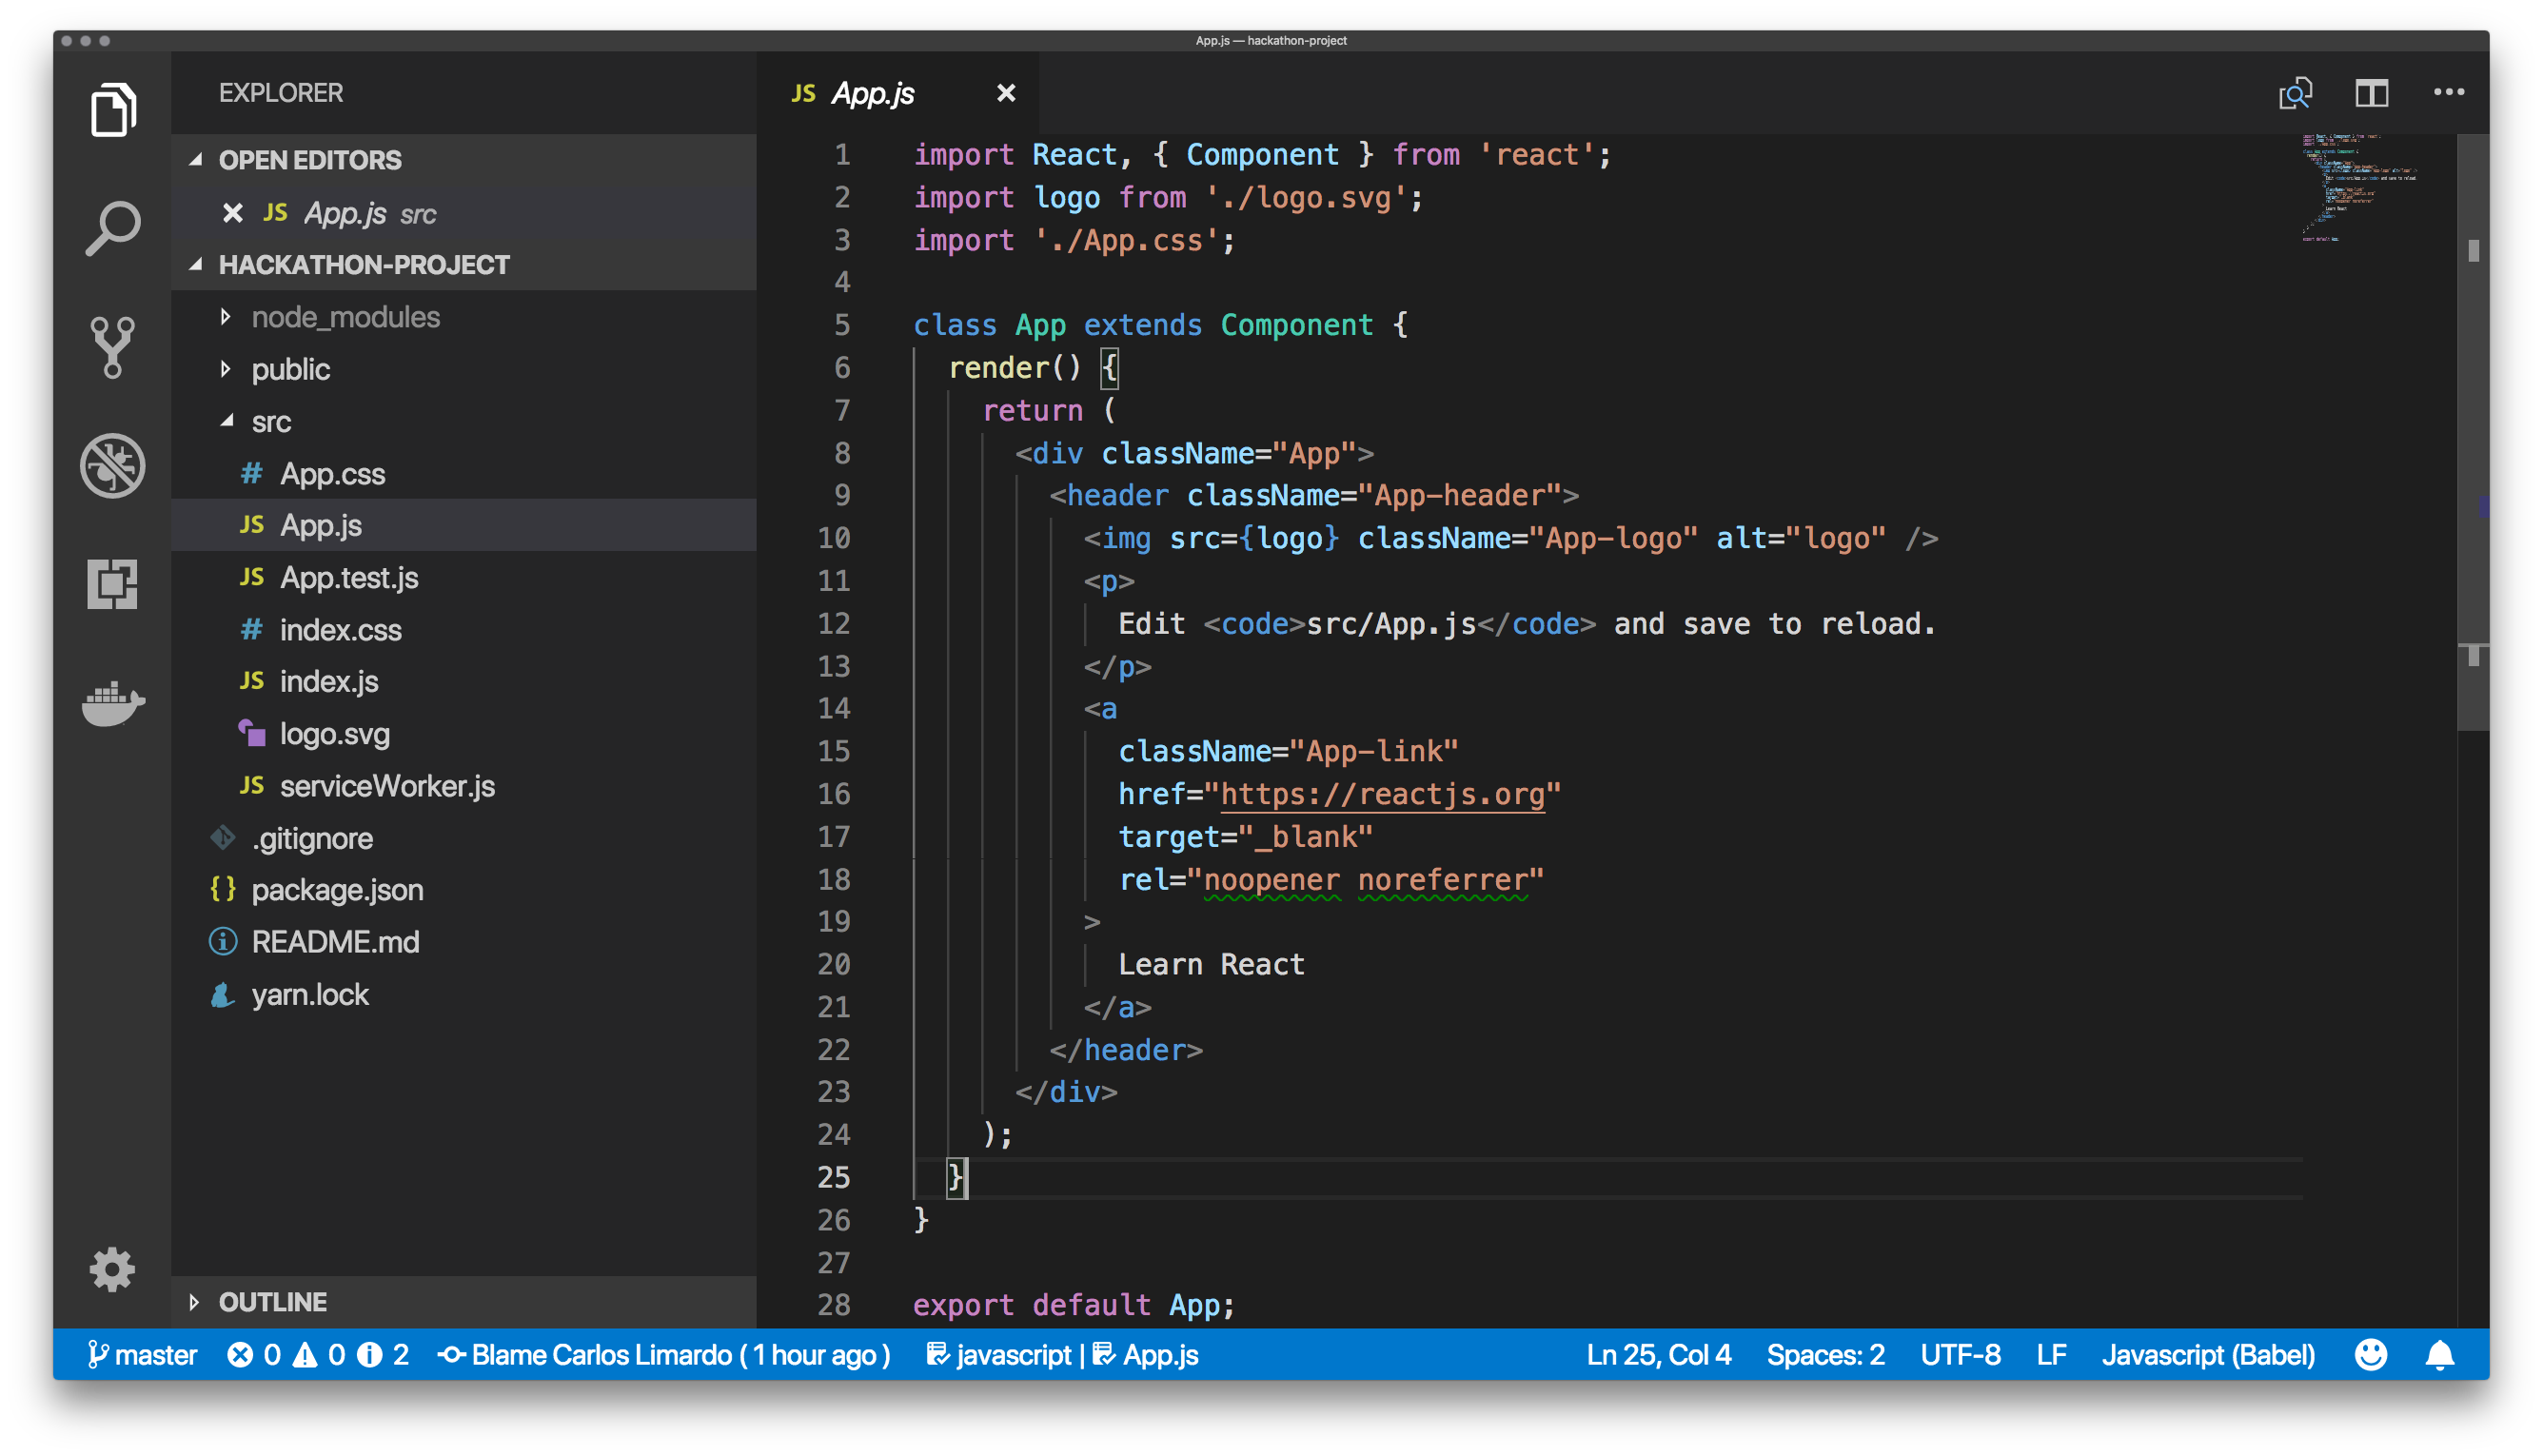 App.js — hackathon-project
EXPLORER
OPEN EDITORS
JS App.js src
HACKATHON-PROJECT
node_modules
public
src
# App.css
JS App.js
JS App.test.js
# index.css
JS index.js
logo.svg
JS serviceWorker.js
.gitignore
{} package.json
README.md
yarn.lock
OUTLINE
JS App.js
1 import React, { Component } from 'react';
2 import logo from './logo.svg';
3 import './App.css';
4
5 class App extends Component {
6 render() {
7 return (
8 <div className="App">
9 <header className="App-header">
10 <img src={logo} className="App-logo" alt="logo" />
11 <p>
12 Edit <code>src/App.js</code> and save to reload.
13 </p>
14 <a
15 className="App-link"
16 href="https://reactjs.org"
17 target="_blank"
18 rel="noopener noreferrer"
19 >
20 Learn React
21 </a>
22 </header>
23 </div>
24 );
25 }
26 }
27
28 export default App;
master 0 0 2 Blame Carlos Limardo ( 1 hour ago ) javascript | App.js Ln 25, Col 4 Spaces: 2 UTF-8 LF Javascript (Babel)